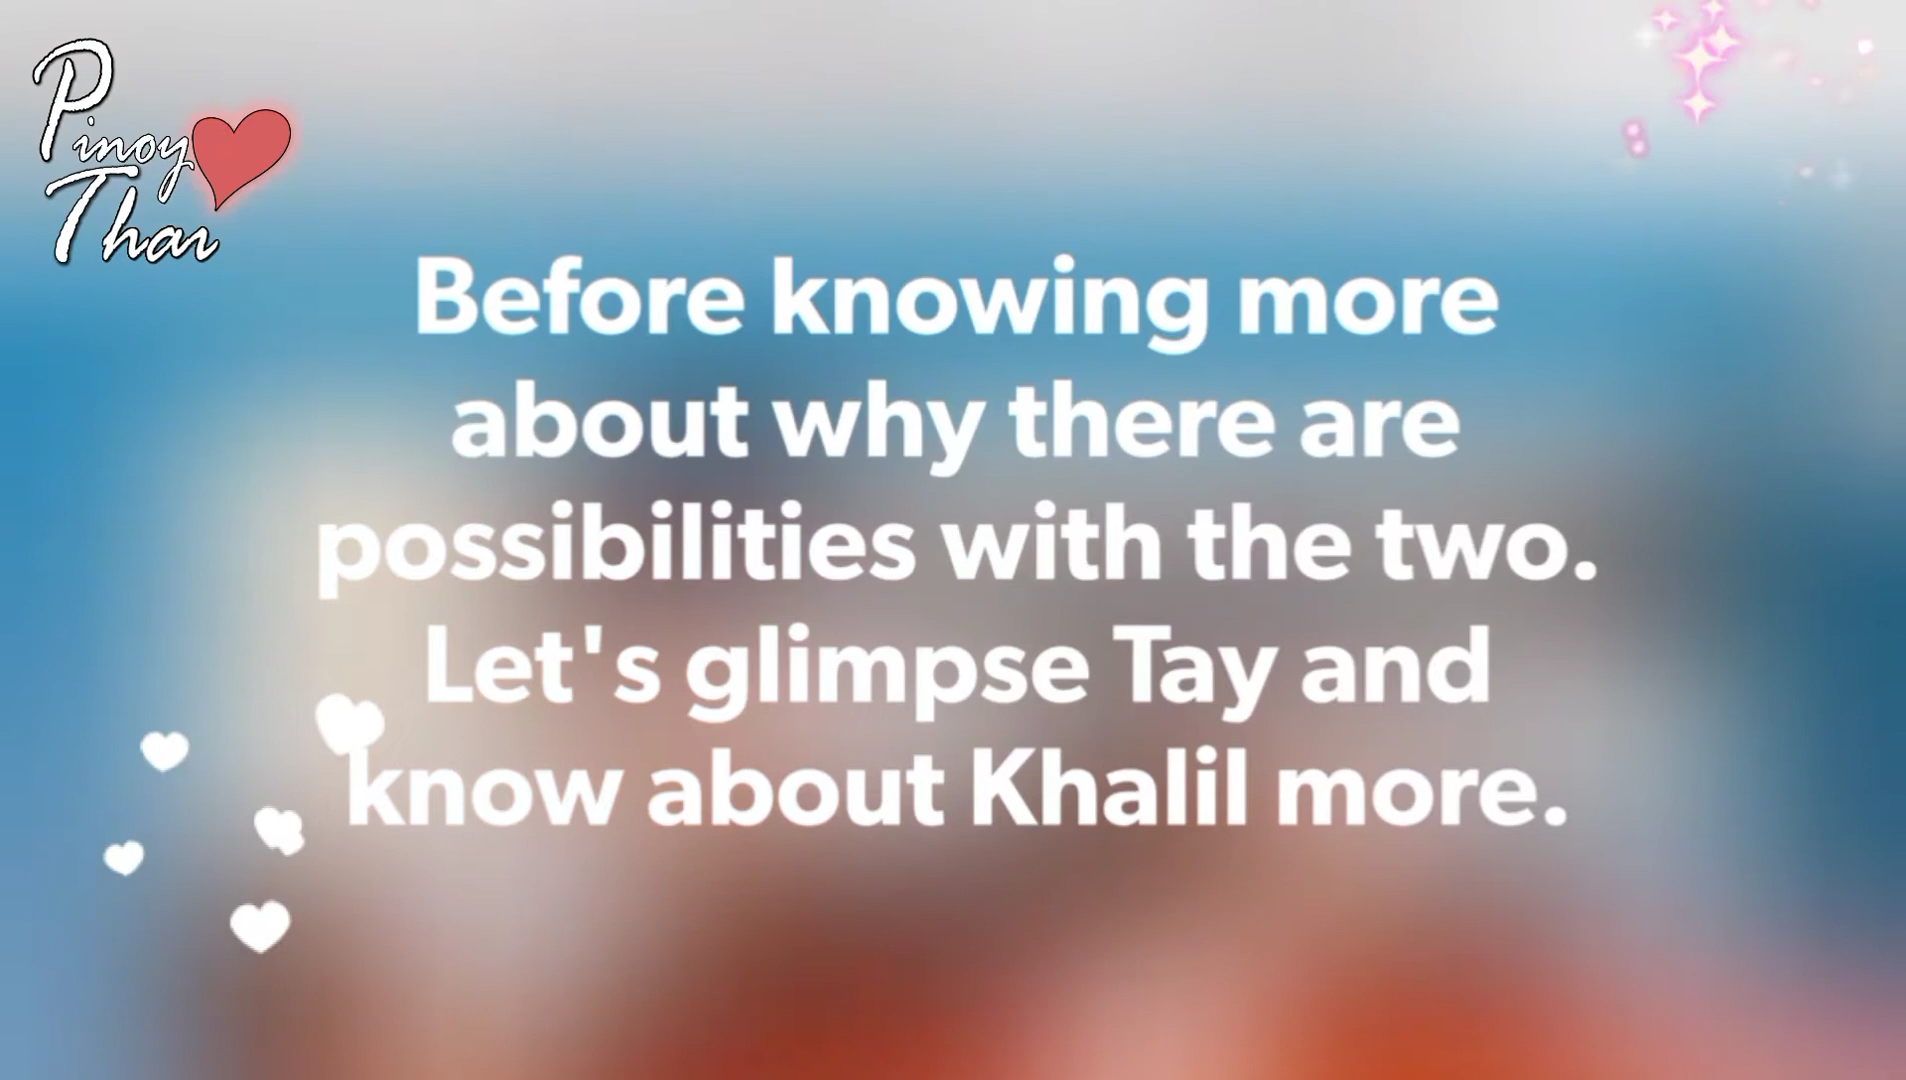 Pinoy
Thai
Before knowing more
about why there are
possibilities with the two.
Let's glimpse Tay and
know about Khalil more.